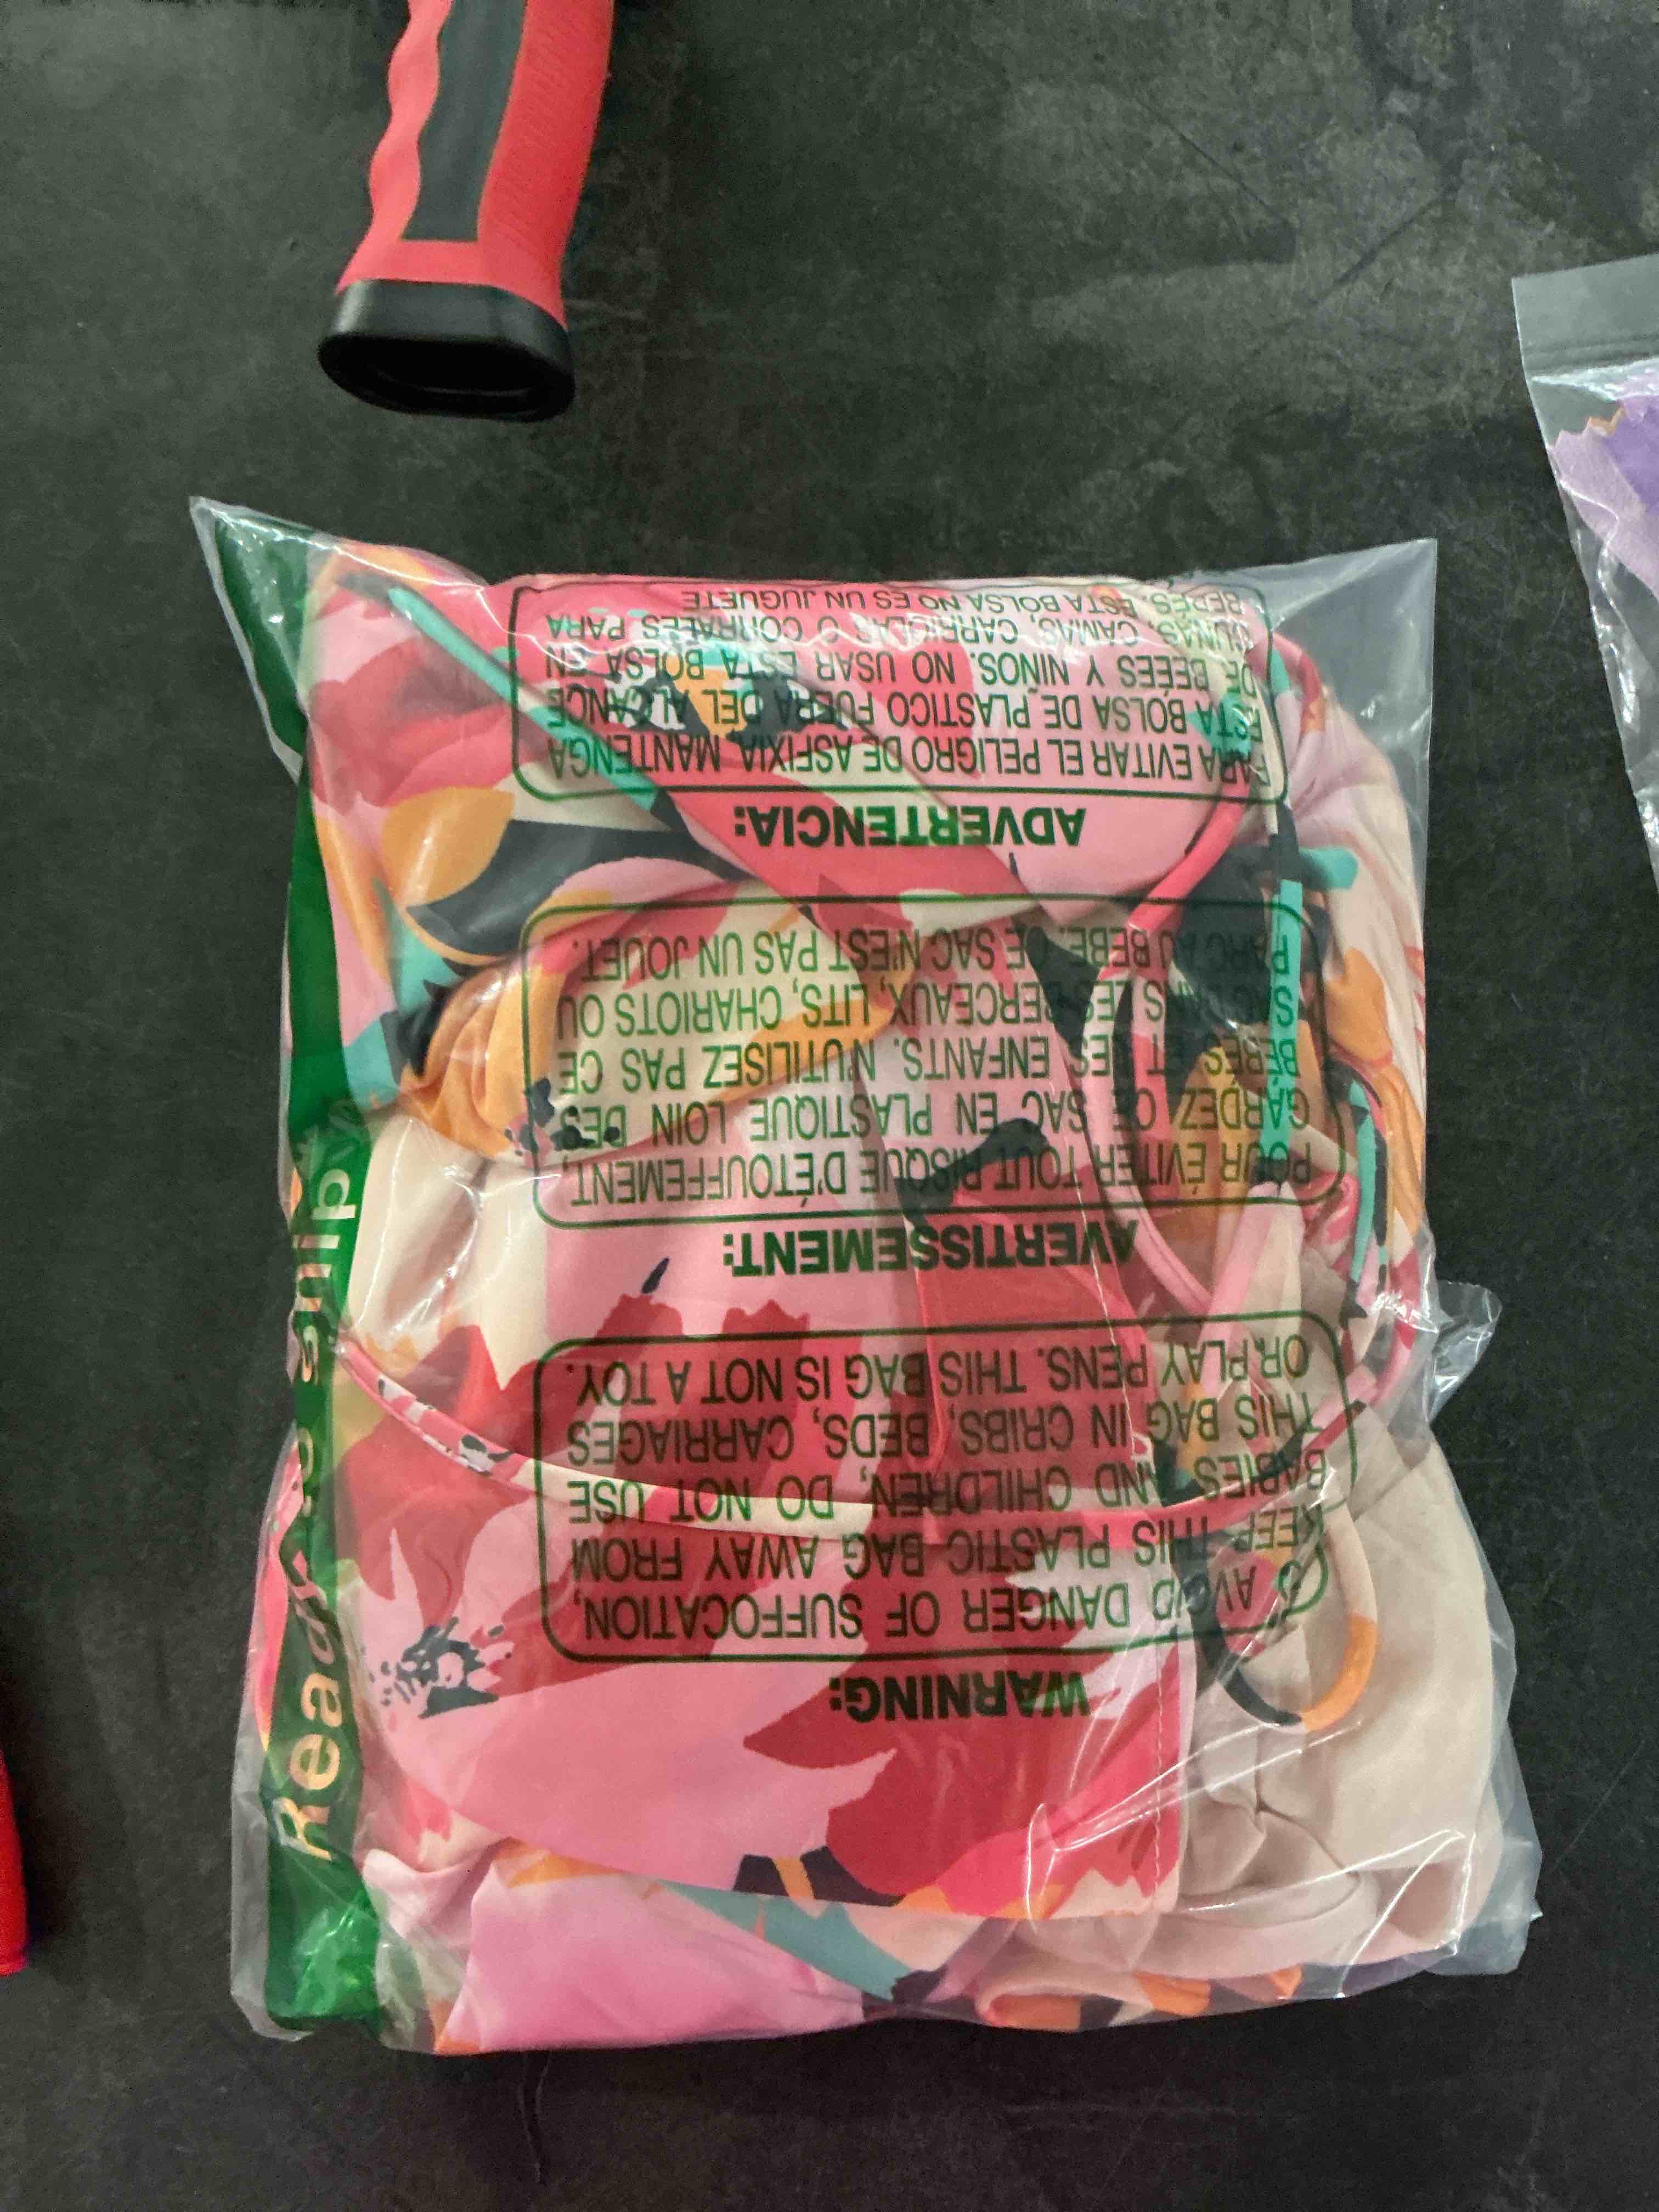 WARNING:
TO AVOID DANGER OF SUFFOCATION,
KEEP THIS PLASTIC BAG AWAY FROM
BABIES AND CHILDREN, DO NOT USE
THIS BAG IN CRIBS, BEDS, CARRIAGES
OR PLAY PENS. THIS BAG IS NOT A TOY.
AVERTISSEMENT:
POUR ÉVITER TOUT RISQUE D'ÉTOUFFEMENT,
GARDEZ CE SAC EN PLASTIQUE LOIN DES
BÉBÉS ET DES ENFANTS. N'UTILISEZ PAS CE
SAC DANS LES BERCEAUX, LITS, CHARIOTS OU
PARC AU BÉBÉ. CE SAC N'EST PAS UN JOUET.
ADVERTENCIA:
PARA EVITAR EL PELIGRO DE ASFIXIA, MANTENGA
ESTA BOLSA DE PLASTICO FUERA DEL ALCANCE
DE BEBES Y NIÑOS. NO USAR ESTA BOLSA EN
CUNAS, CAMAS, CARRIOLAS O CORRALES PARA
BEBÉS. ESTA BOLSA NO ES UN JUGUETE
Ready to ship